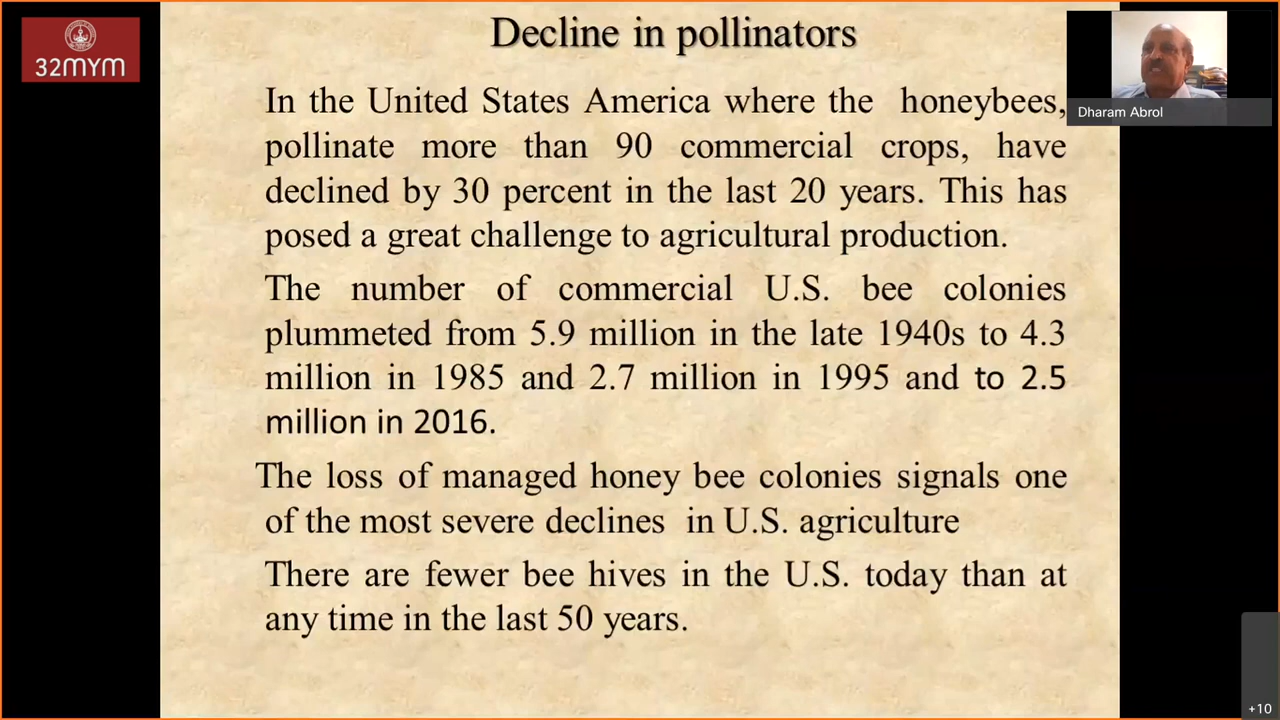 Decline in pollinators
32MYM
In the United States America where the honeybees,
pollinate more than 90 commercial crops, have
declined by 30 percent in the last 20 years. This has
posed a great challenge to agricultural production.
The number of commercial U.S. bee colonies
plummeted from 5.9 million in the late 1940s to 4.3
million in 1985 and 2.7 million in 1995 and to 2.5
million in 2016.
The loss of managed honey bee colonies signals one
of the most severe declines in U.S. agriculture
There are fewer bee hives in the U.S. today than at
any time in the last 50 years.
Dharam Abrol
+10